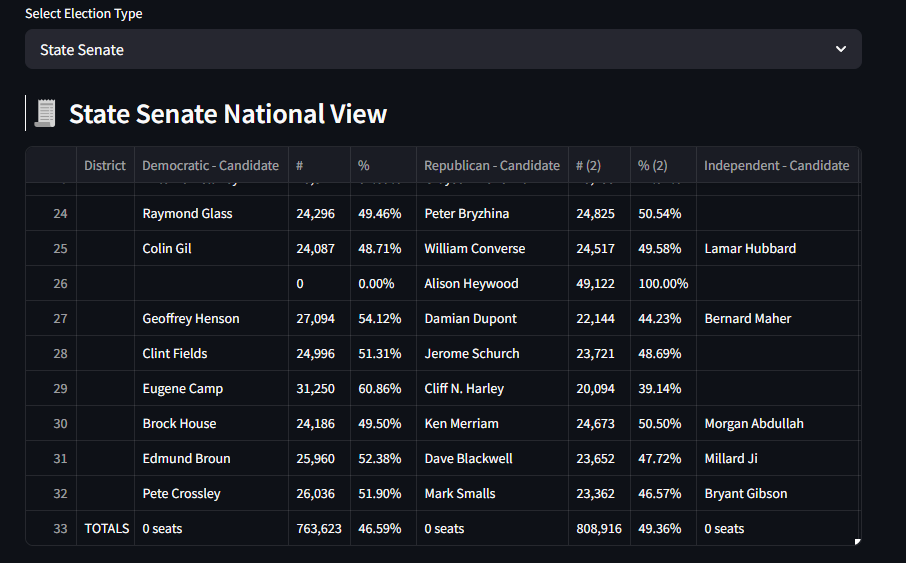 Select Election Type
State Senate
State Senate National View
District Democratic - Candidate # % Republican - Candidate # (2) % (2) Independent - Candidate
24 Raymond Glass 24,296 49.46% Peter Bryzhina 24,825 50.54%
25 Colin Gil 24,087 48.71% William Converse 24,517 49.58% Lamar Hubbard
26 0 0.00% Alison Heywood 49,122 100.00%
27 Geoffrey Henson 27,094 54.12% Damian Dupont 22,144 44.23% Bernard Maher
28 Clint Fields 24,996 51.31% Jerome Schurch 23,721 48.69%
29 Eugene Camp 31,250 60.86% Cliff N. Harley 20,094 39.14%
30 Brock House 24,186 49.50% Ken Merriam 24,673 50.50% Morgan Abdullah
31 Edmund Broun 25,960 52.38% Dave Blackwell 23,652 47.72% Millard Ji
32 Pete Crossley 26,036 51.90% Mark Smalls 23,362 46.57% Bryant Gibson
33 TOTALS 0 seats 763,623 46.59% 0 seats 808,916 49.36% 0 seats